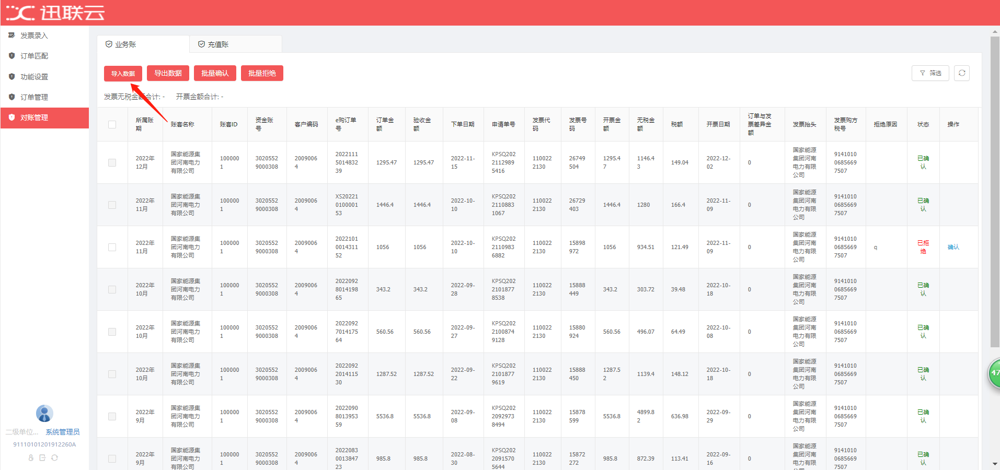 迅联云
发票录入
订单匹配
功能设置
订单管理
对账管理
业务账
充值账
导入数据
导出数据
批量确认
批量拒绝
筛选
发票无税金额合计: -
开票金额合计: -
所属账期 账套名称 账套ID 资金账号 客户编码 e购订单号 订单金额 验收金额 下单日期 申请单号 发票代码 发票号码 开票金额 无税金额 税额 开票日期 订单与发票差异金额 发票抬头 发票购方税号 拒绝原因 状态 操作
2022年12月 国家能源集团河南电力有限公司 1000001 30205529000308 20090064 2022111501483239 1295.47 1295.47 2022-11-15 KPSQ20221129895416 1100222130 26749504 1295.47 1146.43 149.04 2022-12-02 0 国家能源集团河南电力有限公司 914101006856697507 已确认
2022年11月 国家能源集团河南电力有限公司 1000001 30205529000308 20090064 XS20221010000153 1446.4 1446.4 2022-10-10 KPSQ20221108831067 1100222130 26729403 1446.4 1280 166.4 2022-11-09 0 国家能源集团河南电力有限公司 914101006856697507 已确认
2022年11月 国家能源集团河南电力有限公司 1000001 30205529000308 20090064 2022101001431152 1056 1056 2022-10-10 KPSQ20221109836882 1100222130 15898972 1056 934.51 121.49 2022-11-09 0 国家能源集团河南电力有限公司 914101006856697507 q 已拒绝 确认
2022年10月 国家能源集团河南电力有限公司 1000001 30205529000308 20090064 2022092801419865 343.2 343.2 2022-09-28 KPSQ20221018778538 1100222130 15888449 343.2 303.72 39.48 2022-10-18 0 国家能源集团河南电力有限公司 914101006856697507 已确认
2022年10月 国家能源集团河南电力有限公司 1000001 30205529000308 20090064 2022092701417564 560.56 560.56 2022-09-27 KPSQ20221008749128 1100222130 15880924 560.56 496.07 64.49 2022-10-08 0 国家能源集团河南电力有限公司 914101006856697507 已确认
2022年10月 国家能源集团河南电力有限公司 1000001 30205529000308 20090064 2022092201411530 1287.52 1287.52 2022-09-22 KPSQ20221018779619 1100222130 15888450 1287.52 1139.4 148.12 2022-10-18 0 国家能源集团河南电力有限公司 914101006856697507 已确认
2022年9月 国家能源集团河南电力有限公司 1000001 30205529000308 20090064 2022090801395359 5536.8 5536.8 2022-09-08 KPSQ20220929738494 1100222130 15878599 5536.8 4899.82 636.98 2022-09-29 0 国家能源集团河南电力有限公司 914101006856697507 已确认
2022年9月 国家能源集团河南电力有限公司 1000001 30205529000308 20090064 2022083001384723 985.8 985.8 2022-08-30 KPSQ20220915705644 1100222130 15872272 985.8 872.39 113.41 2022-09-16 0 国家能源集团河南电力有限 914101006856697507 已确认
47
二级单位... 系统管理员
91110101201912260A